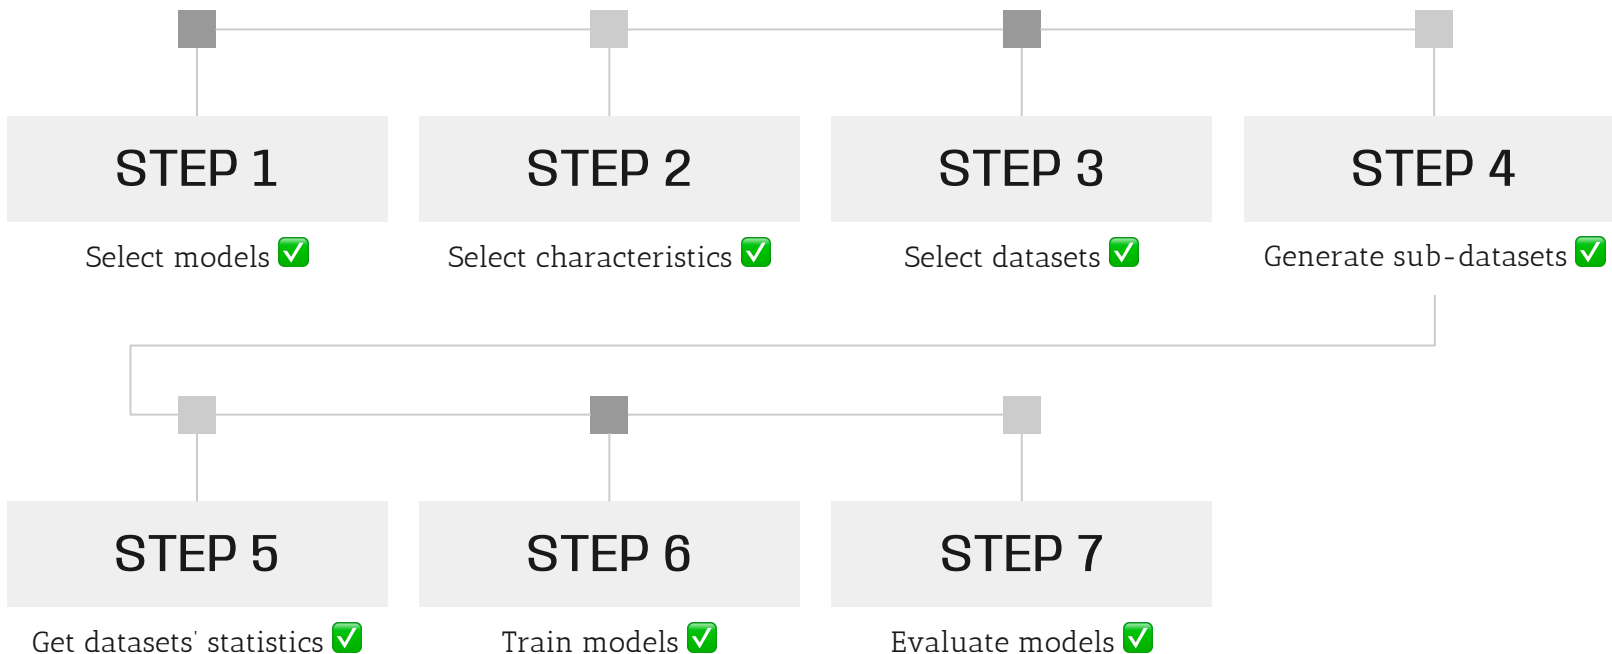 STEP 1
Select models ✅
STEP 2
Select characteristics ✅
STEP 3
Select datasets ✅
STEP 4
Generate sub-datasets ✅
STEP 5
Get datasets' statistics ✅
STEP 6
Train models ✅
STEP 7
Evaluate models ✅